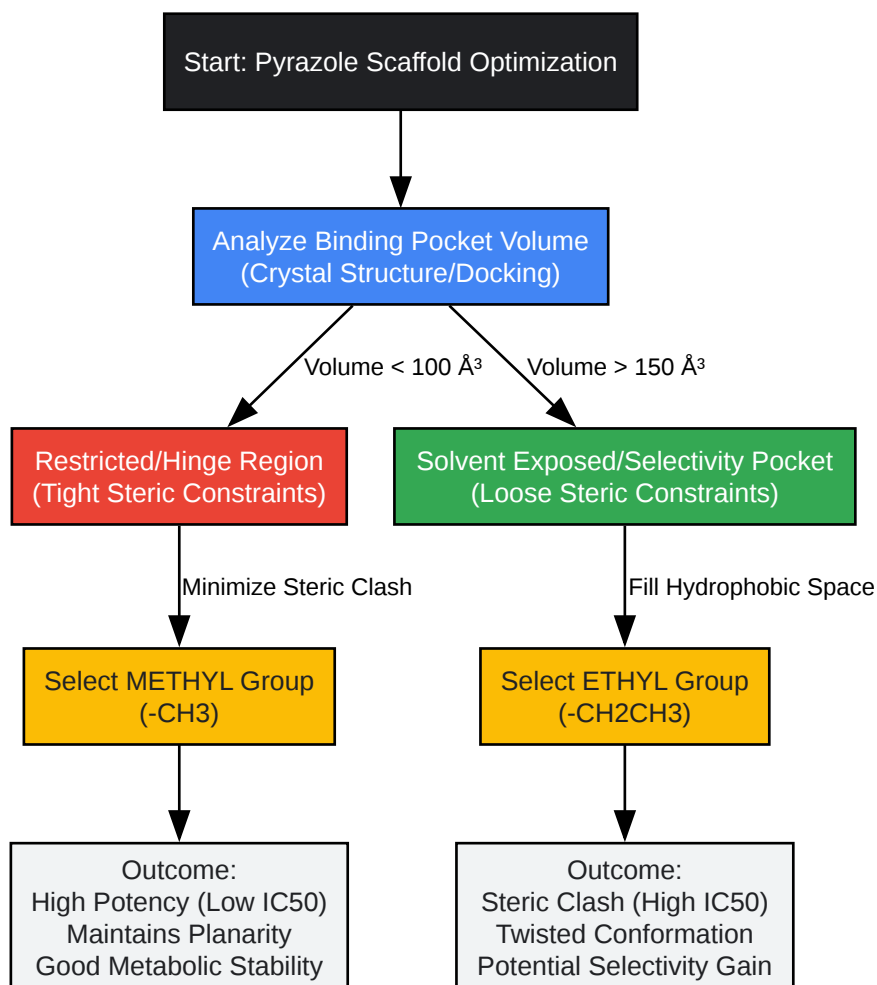 Start: Pyrazole Scaffold Optimization
Analyze Binding Pocket Volume
(Crystal Structure/Docking)
Volume < 100 Å³
Volume > 150 Å³
Restricted/Hinge Region
(Tight Steric Constraints)
Solvent Exposed/Selectivity Pocket
(Loose Steric Constraints)
Minimize Steric Clash
Fill Hydrophobic Space
Select METHYL Group
(-CH3)
Select ETHYL Group
(-CH2CH3)
Outcome:
High Potency (Low IC50)
Maintains Planarity
Good Metabolic Stability
Outcome:
Steric Clash (High IC50)
Twisted Conformation
Potential Selectivity Gain